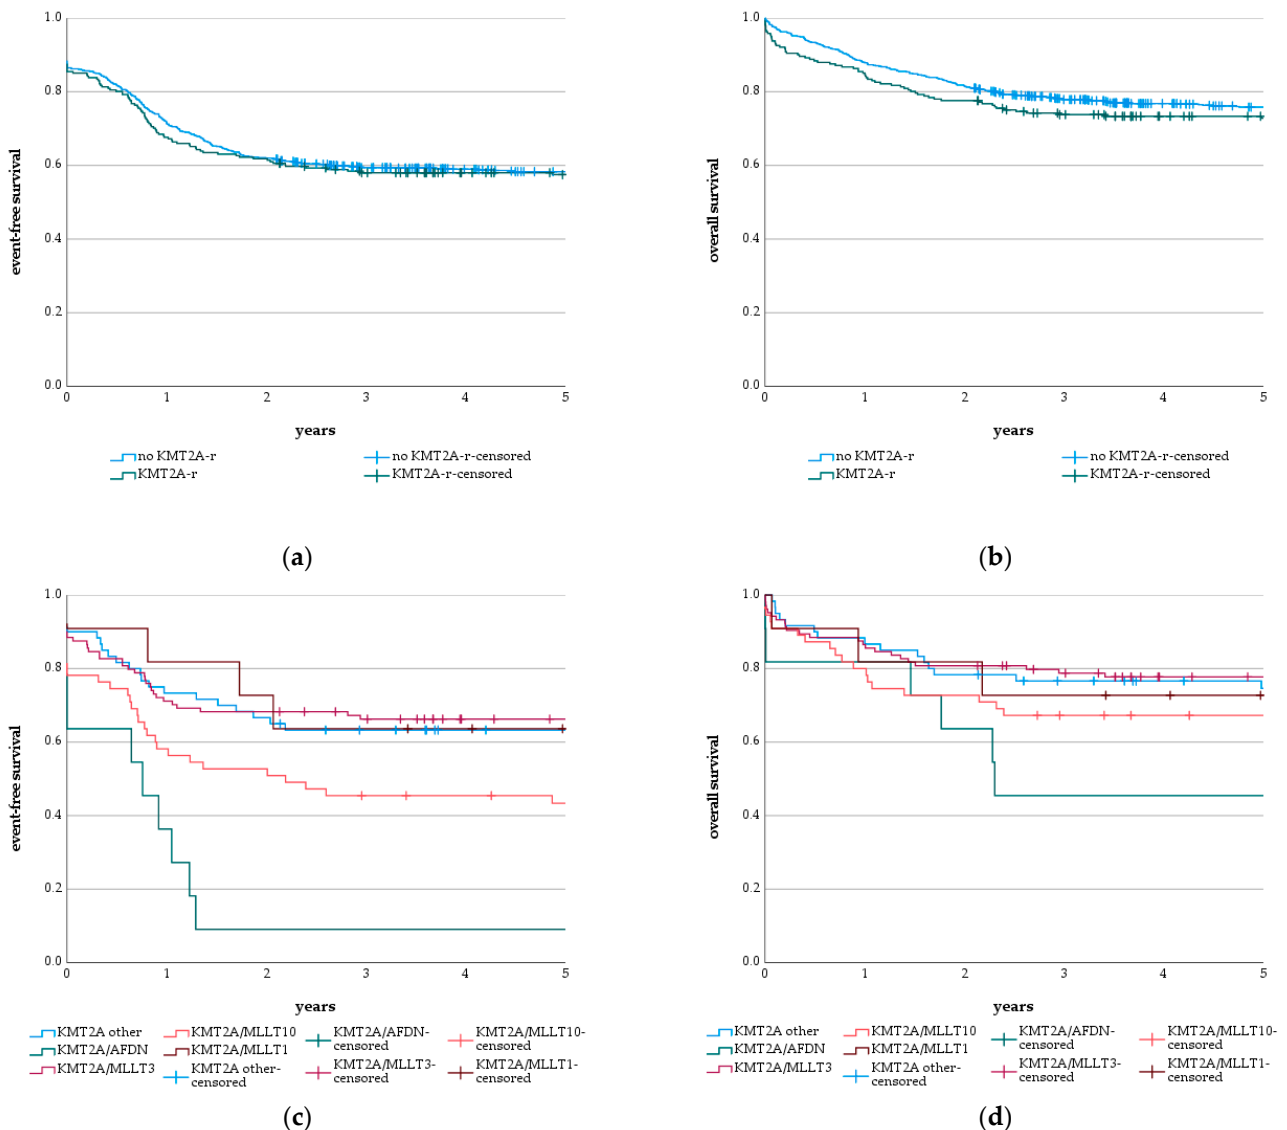 1.0
0.8
0.6
0.4
0.2
0.0
event-free survival
0 1 2 3 4 5
years
no KMT2A-r no KMT2A-r-censored
KMT2A-r KMT2A-r-censored
(a)
1.0
0.8
0.6
0.4
0.2
0.0
overall survival
0 1 2 3 4 5
years
no KMT2A-r no KMT2A-r-censored
KMT2A-r KMT2A-r-censored
(b)
1.0
0.8
0.6
0.4
0.2
0.0
event-free survival
0 1 2 3 4 5
years
KMT2A other
KMT2A/AFDN
KMT2A/MLLT3
KMT2A/MLLT10
KMT2A/MLLT1
KMT2A other-
censored
KMT2A/AFDN-
censored
KMT2A/MLLT3-
censored
KMT2A/MLLT10-
censored
KMT2A/MLLT1-
censored
(c)
1.0
0.8
0.6
0.4
0.2
0.0
overall survival
0 1 2 3 4 5
years
KMT2A other
KMT2A/AFDN
KMT2A/MLLT3
KMT2A/MLLT10
KMT2A/MLLT1
KMT2A other-
censored
KMT2A/AFDN-
censored
KMT2A/MLLT3-
censored
KMT2A/MLLT10-
censored
KMT2A/MLLT1-
censored
(d)